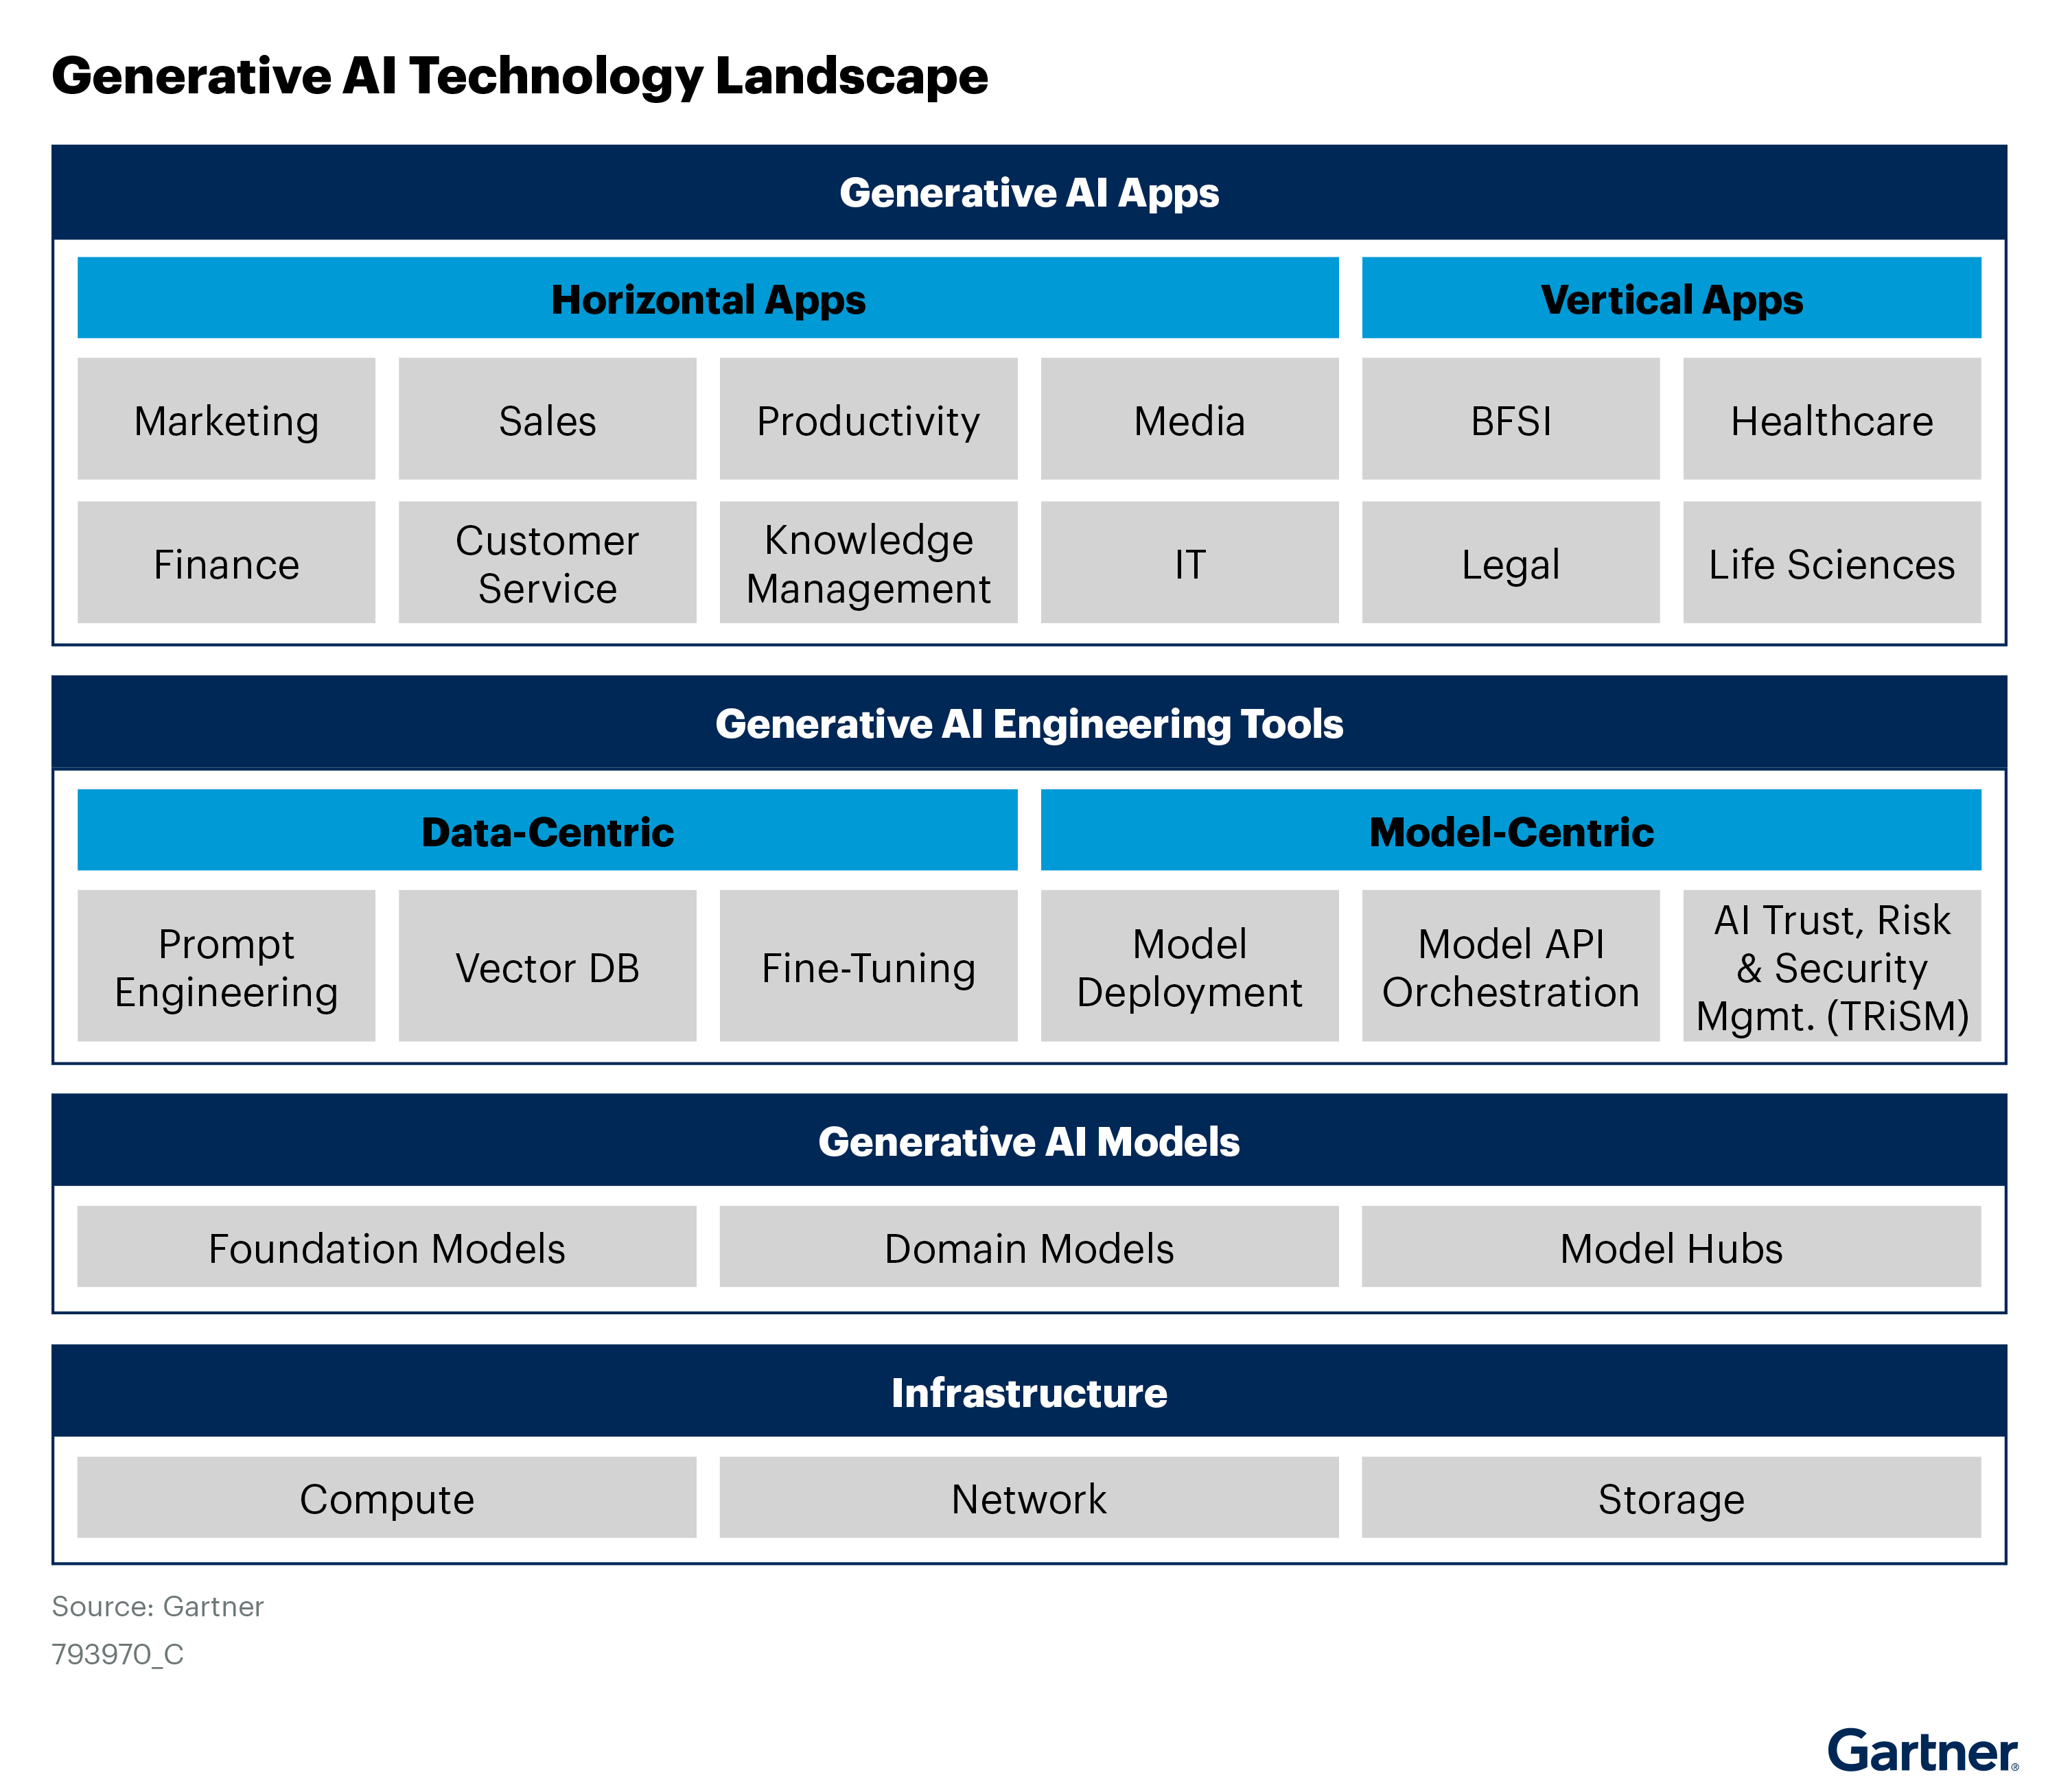 Generative AI Technology Landscape
Generative AI Apps
Horizontal Apps
Vertical Apps
Marketing
Sales
Productivity
Media
BFSI
Healthcare
Finance
Customer
Service
Knowledge
Management
IT
Legal
Life Sciences
Generative AI Engineering Tools
Data-Centric
Model-Centric
Prompt
Engineering
Vector DB
Fine-Tuning
Model
Deployment
Model API
Orchestration
AI Trust, Risk
& Security
Mgmt. (TRiSM)
Generative AI Models
Foundation Models
Domain Models
Model Hubs
Infrastructure
Compute
Network
Storage
Source: Gartner
793970_C
Gartner®